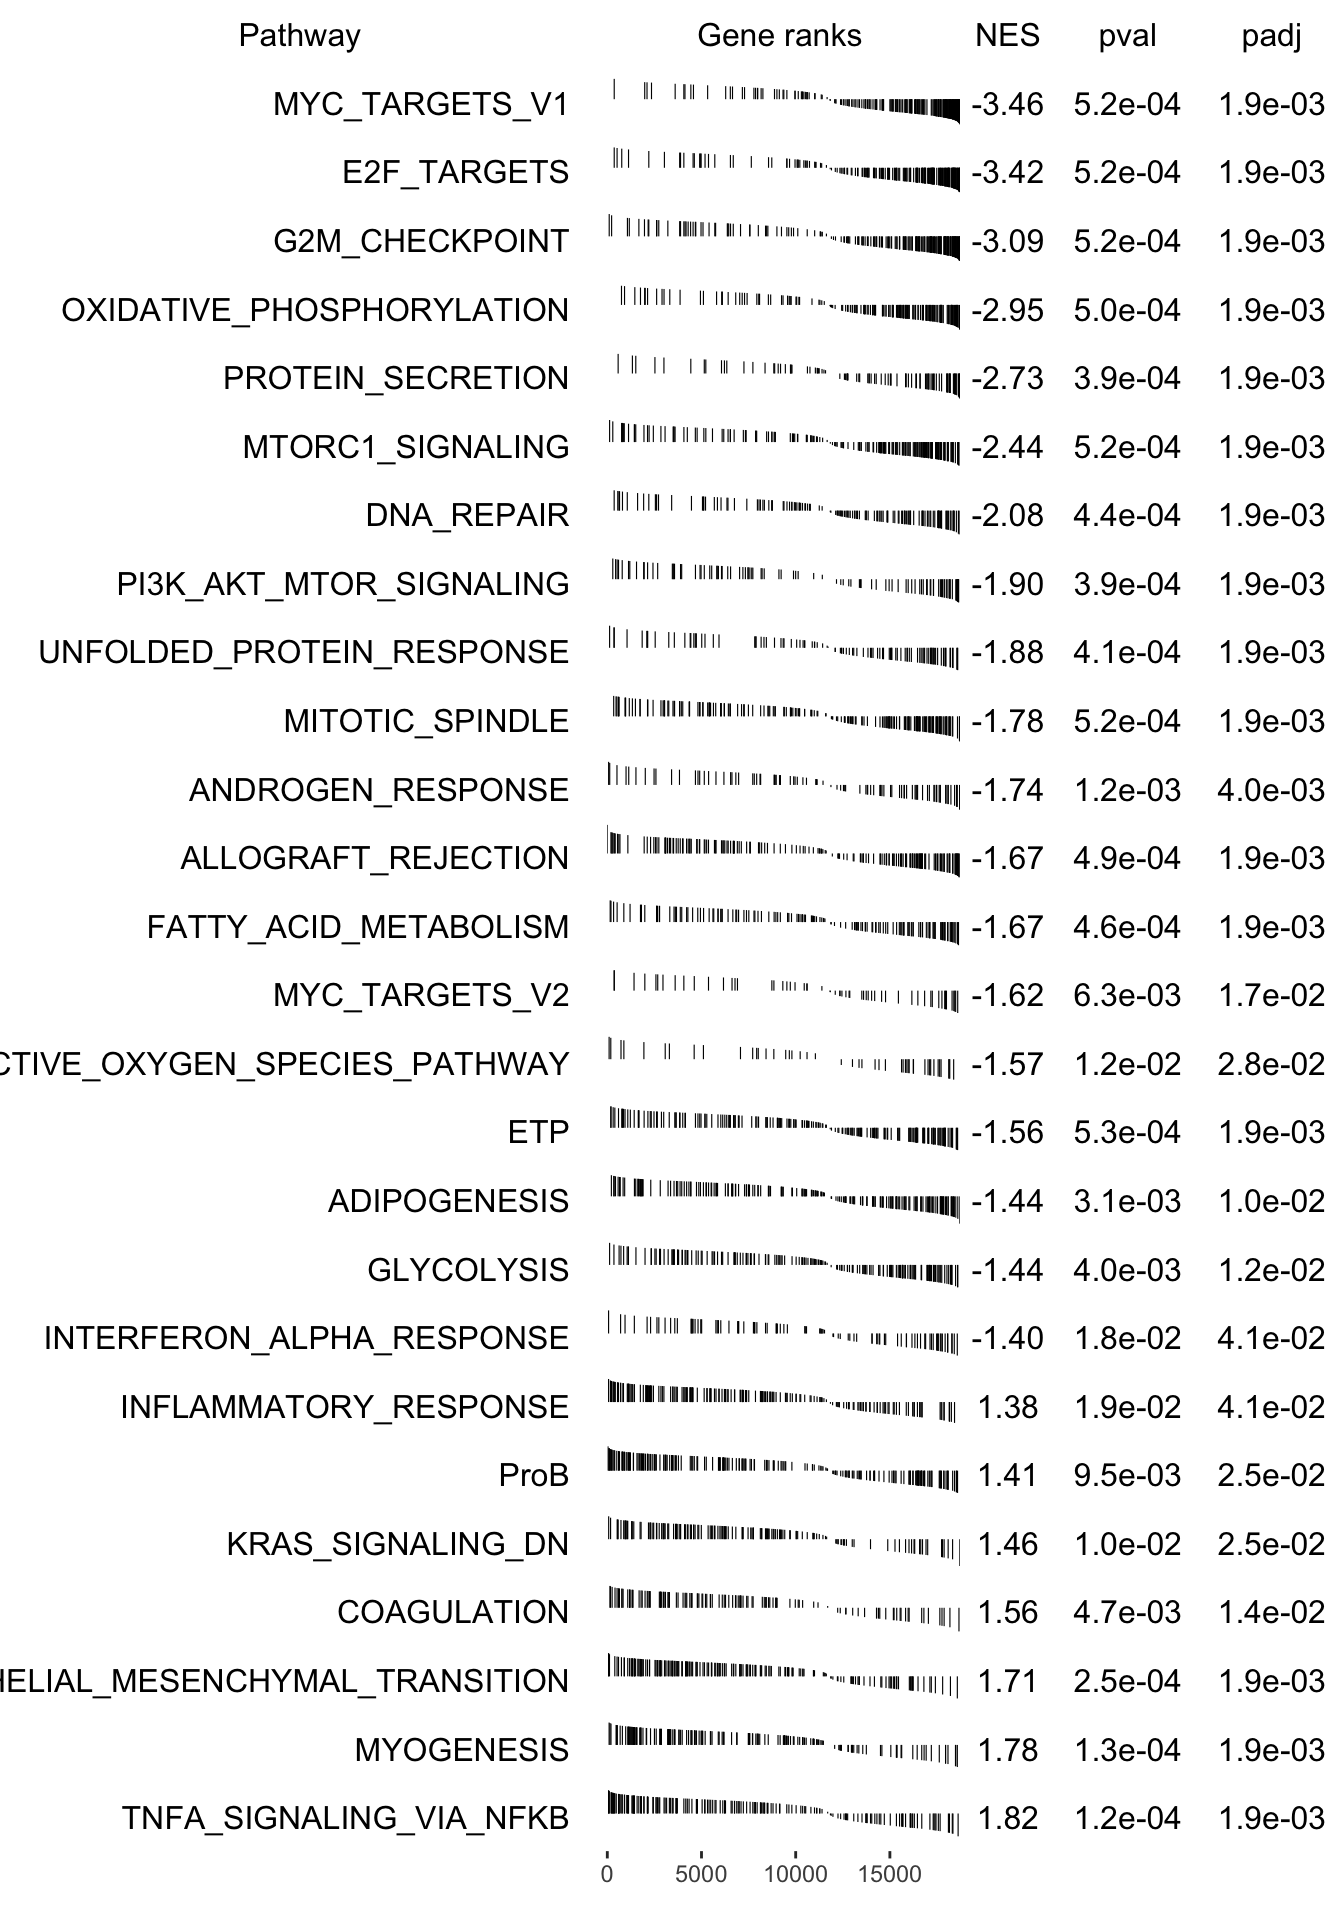 Pathway Gene ranks NES pval padj
MYC_TARGETS_V1 -3.46 5.2e-04 1.9e-03
E2F_TARGETS -3.42 5.2e-04 1.9e-03
G2M_CHECKPOINT -3.09 5.2e-04 1.9e-03
OXIDATIVE_PHOSPHORYLATION -2.95 5.0e-04 1.9e-03
PROTEIN_SECRETION -2.73 3.9e-04 1.9e-03
MTORC1_SIGNALING -2.44 5.2e-04 1.9e-03
DNA_REPAIR -2.08 4.4e-04 1.9e-03
PI3K_AKT_MTOR_SIGNALING -1.90 3.9e-04 1.9e-03
UNFOLDED_PROTEIN_RESPONSE -1.88 4.1e-04 1.9e-03
MITOTIC_SPINDLE -1.78 5.2e-04 1.9e-03
ANDROGEN_RESPONSE -1.74 1.2e-03 4.0e-03
ALLOGRAFT_REJECTION -1.67 4.9e-04 1.9e-03
FATTY_ACID_METABOLISM -1.67 4.6e-04 1.9e-03
MYC_TARGETS_V2 -1.62 6.3e-03 1.7e-02
CTIVE_OXYGEN_SPECIES_PATHWAY -1.57 1.2e-02 2.8e-02
ETP -1.56 5.3e-04 1.9e-03
ADIPOGENESIS -1.44 3.1e-03 1.0e-02
GLYCOLYSIS -1.44 4.0e-03 1.2e-02
INTERFERON_ALPHA_RESPONSE -1.40 1.8e-02 4.1e-02
INFLAMMATORY_RESPONSE 1.38 1.9e-02 4.1e-02
ProB 1.41 9.5e-03 2.5e-02
KRAS_SIGNALING_DN 1.46 1.0e-02 2.5e-02
COAGULATION 1.56 4.7e-03 1.4e-02
HELIAL_MESENCHYMAL_TRANSITION 1.71 2.5e-04 1.9e-03
MYOGENESIS 1.78 1.3e-04 1.9e-03
TNFA_SIGNALING_VIA_NFKB 1.82 1.2e-04 1.9e-03
0 5000 10000 15000